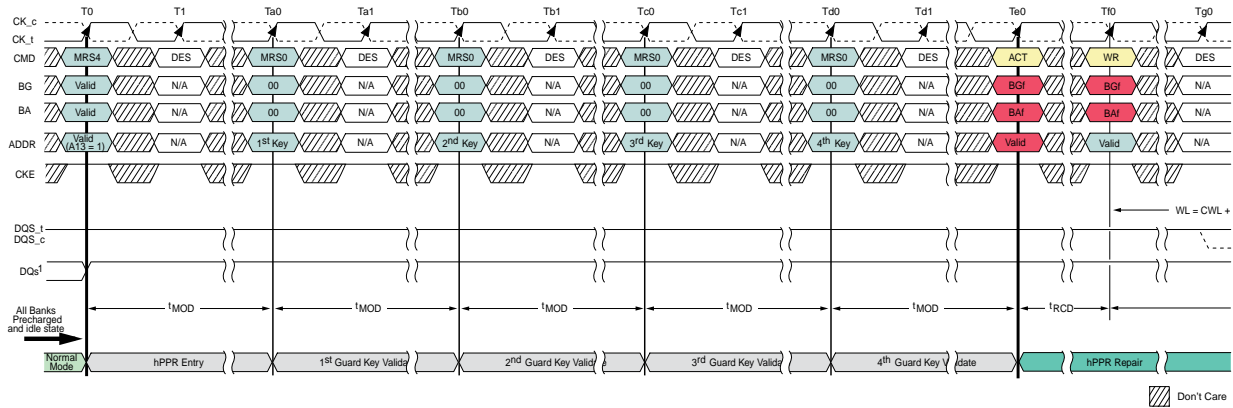 T0 T1 Ta0 Ta1 Tb0 Tb1 Tc0 Tc1 Td0 Td1 Te0 Tf0 Tg0
CK_c
CK_t
CMD MRS4 DES MRS0 DES MRS0 DES MRS0 DES MRS0 DES ACT WR DES
BG Valid N/A 00 N/A 00 N/A 00 N/A 00 N/A BGf BGf N/A
BA Valid N/A 00 N/A 00 N/A 00 N/A 00 N/A BAf BAf N/A
ADDR Valid (A13 = 1) N/A 1st Key N/A 2nd Key N/A 3rd Key N/A 4th Key N/A Valid Valid N/A
CKE
WL = CWL +
DQS_t
DQS_c
DQs1
All Banks
Precharged
and idle state
tMOD tMOD tMOD tMOD tMOD tRCD
Normal Mode hPPR Entry 1st Guard Key Valida 2nd Guard Key Valid e 3rd Guard Key Valida 4th Guard Key V date hPPR Repair
Don't Care